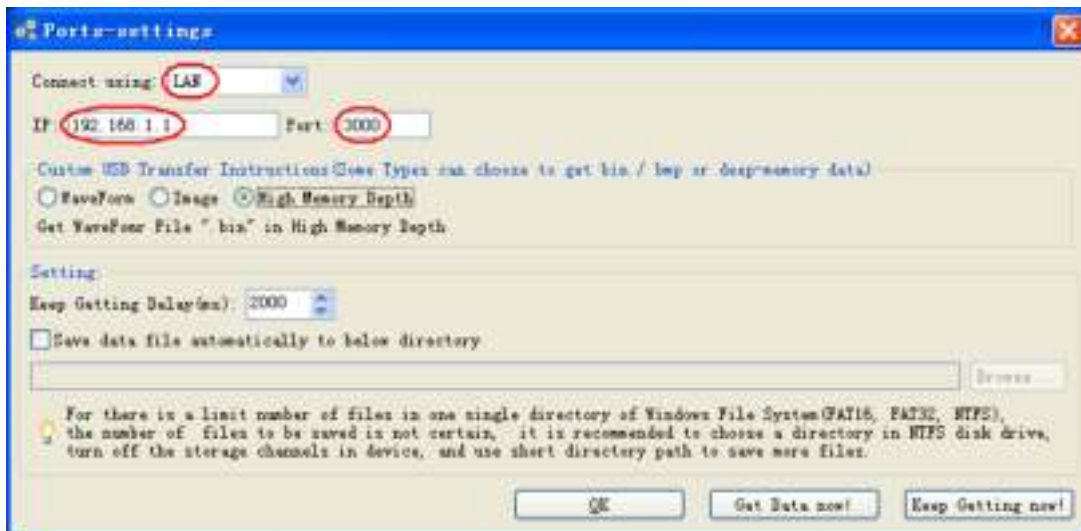 Ports-settings
Connect using: LAN
IP: 192.168.1.1 Port: 3000
Custom USB Transfer Instructions(Some Types can choose to get bin / bmp or deep-memory data)
WaveForm Image High Memory Depth
Get WaveFomr File ".bin" in High Memory Depth
Setting
Keep Getting Delay(ms): 2000
Save data file automatically to below directory
Browse...
For there is a limit number of files in one single directory of Windows File System(FAT16, FAT32, NTFS),
the number of files to be saved is not certain, it is recommended to choose a directory in NTFS disk drive,
turn off the storage channels in device, and use short directory path to save more files.
OK Get Data now! Keep Getting now!